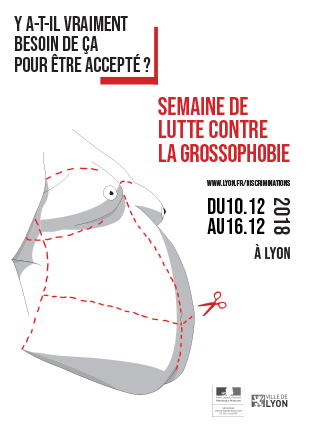 Y A-T-IL VRAIMENT
BESOIN DE ÇA
POUR ÊTRE ACCEPTÉ ?
SEMAINE DE
LUTTE CONTRE
LA GROSSOPHOBIE
WWW.LYON.FR/DISCRIMINATIONS
DU10.12
AU16.12
2018
À LYON
VILLE DE
LYON